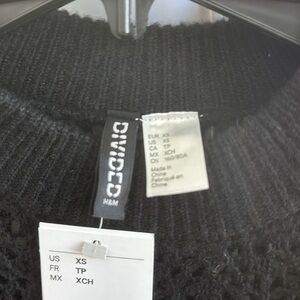 DIVIDED
H&M
EUR XS
US XS
CA TP
MX XCH
CN 160/80A
Made in
China
Fabriqué en
Chine
US XS
FR TP
MX XCH